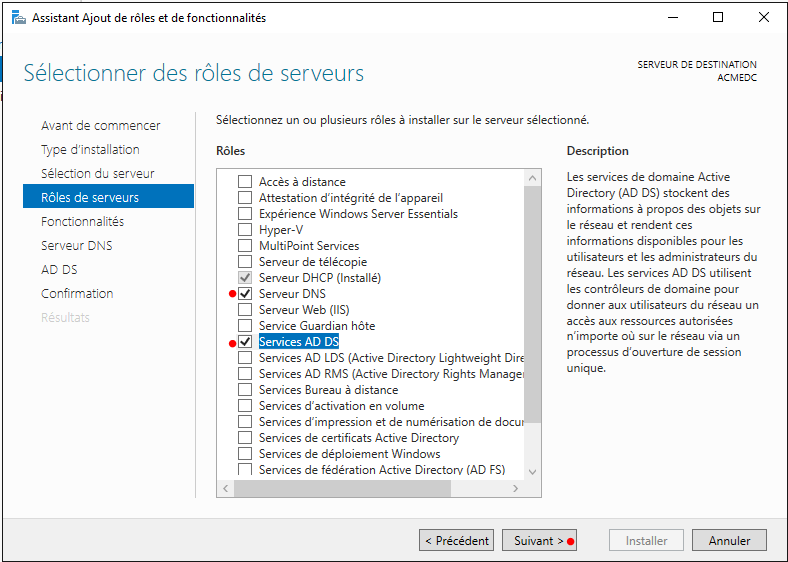 Assistant Ajout de rôles et de fonctionnalités
Sélectionner des rôles de serveurs
SERVEUR DE DESTINATION
ACMEDC
Avant de commencer
Type d'installation
Sélection du serveur
Rôles de serveurs
Fonctionnalités
Serveur DNS
AD DS
Confirmation
Résultats
Sélectionnez un ou plusieurs rôles à installer sur le serveur sélectionné.
Rôles
Accès à distance
Attestation d'intégrité de l'appareil
Expérience Windows Server Essentials
Hyper-V
MultiPoint Services
Serveur de télécopie
Serveur DHCP (Installé)
Serveur DNS
Serveur Web (IIS)
Service Guardian hôte
Services AD DS
Services AD LDS (Active Directory Lightweight Dire
Services AD RMS (Active Directory Rights Manager
Services Bureau à distance
Services d'activation en volume
Services d'impression et de numérisation de docu
Services de certificats Active Directory
Services de déploiement Windows
Services de fédération Active Directory (AD FS)
Description
Les services de domaine Active
Directory (AD DS) stockent des
informations à propos des objets sur
le réseau et rendent ces
informations disponibles pour les
utilisateurs et les administrateurs du
réseau. Les services AD DS utilisent
les contrôleurs de domaine pour
donner aux utilisateurs du réseau un
accès aux ressources autorisées
n'importe où sur le réseau via un
processus d'ouverture de session
unique.
< Précédent
Suivant >
Installer
Annuler